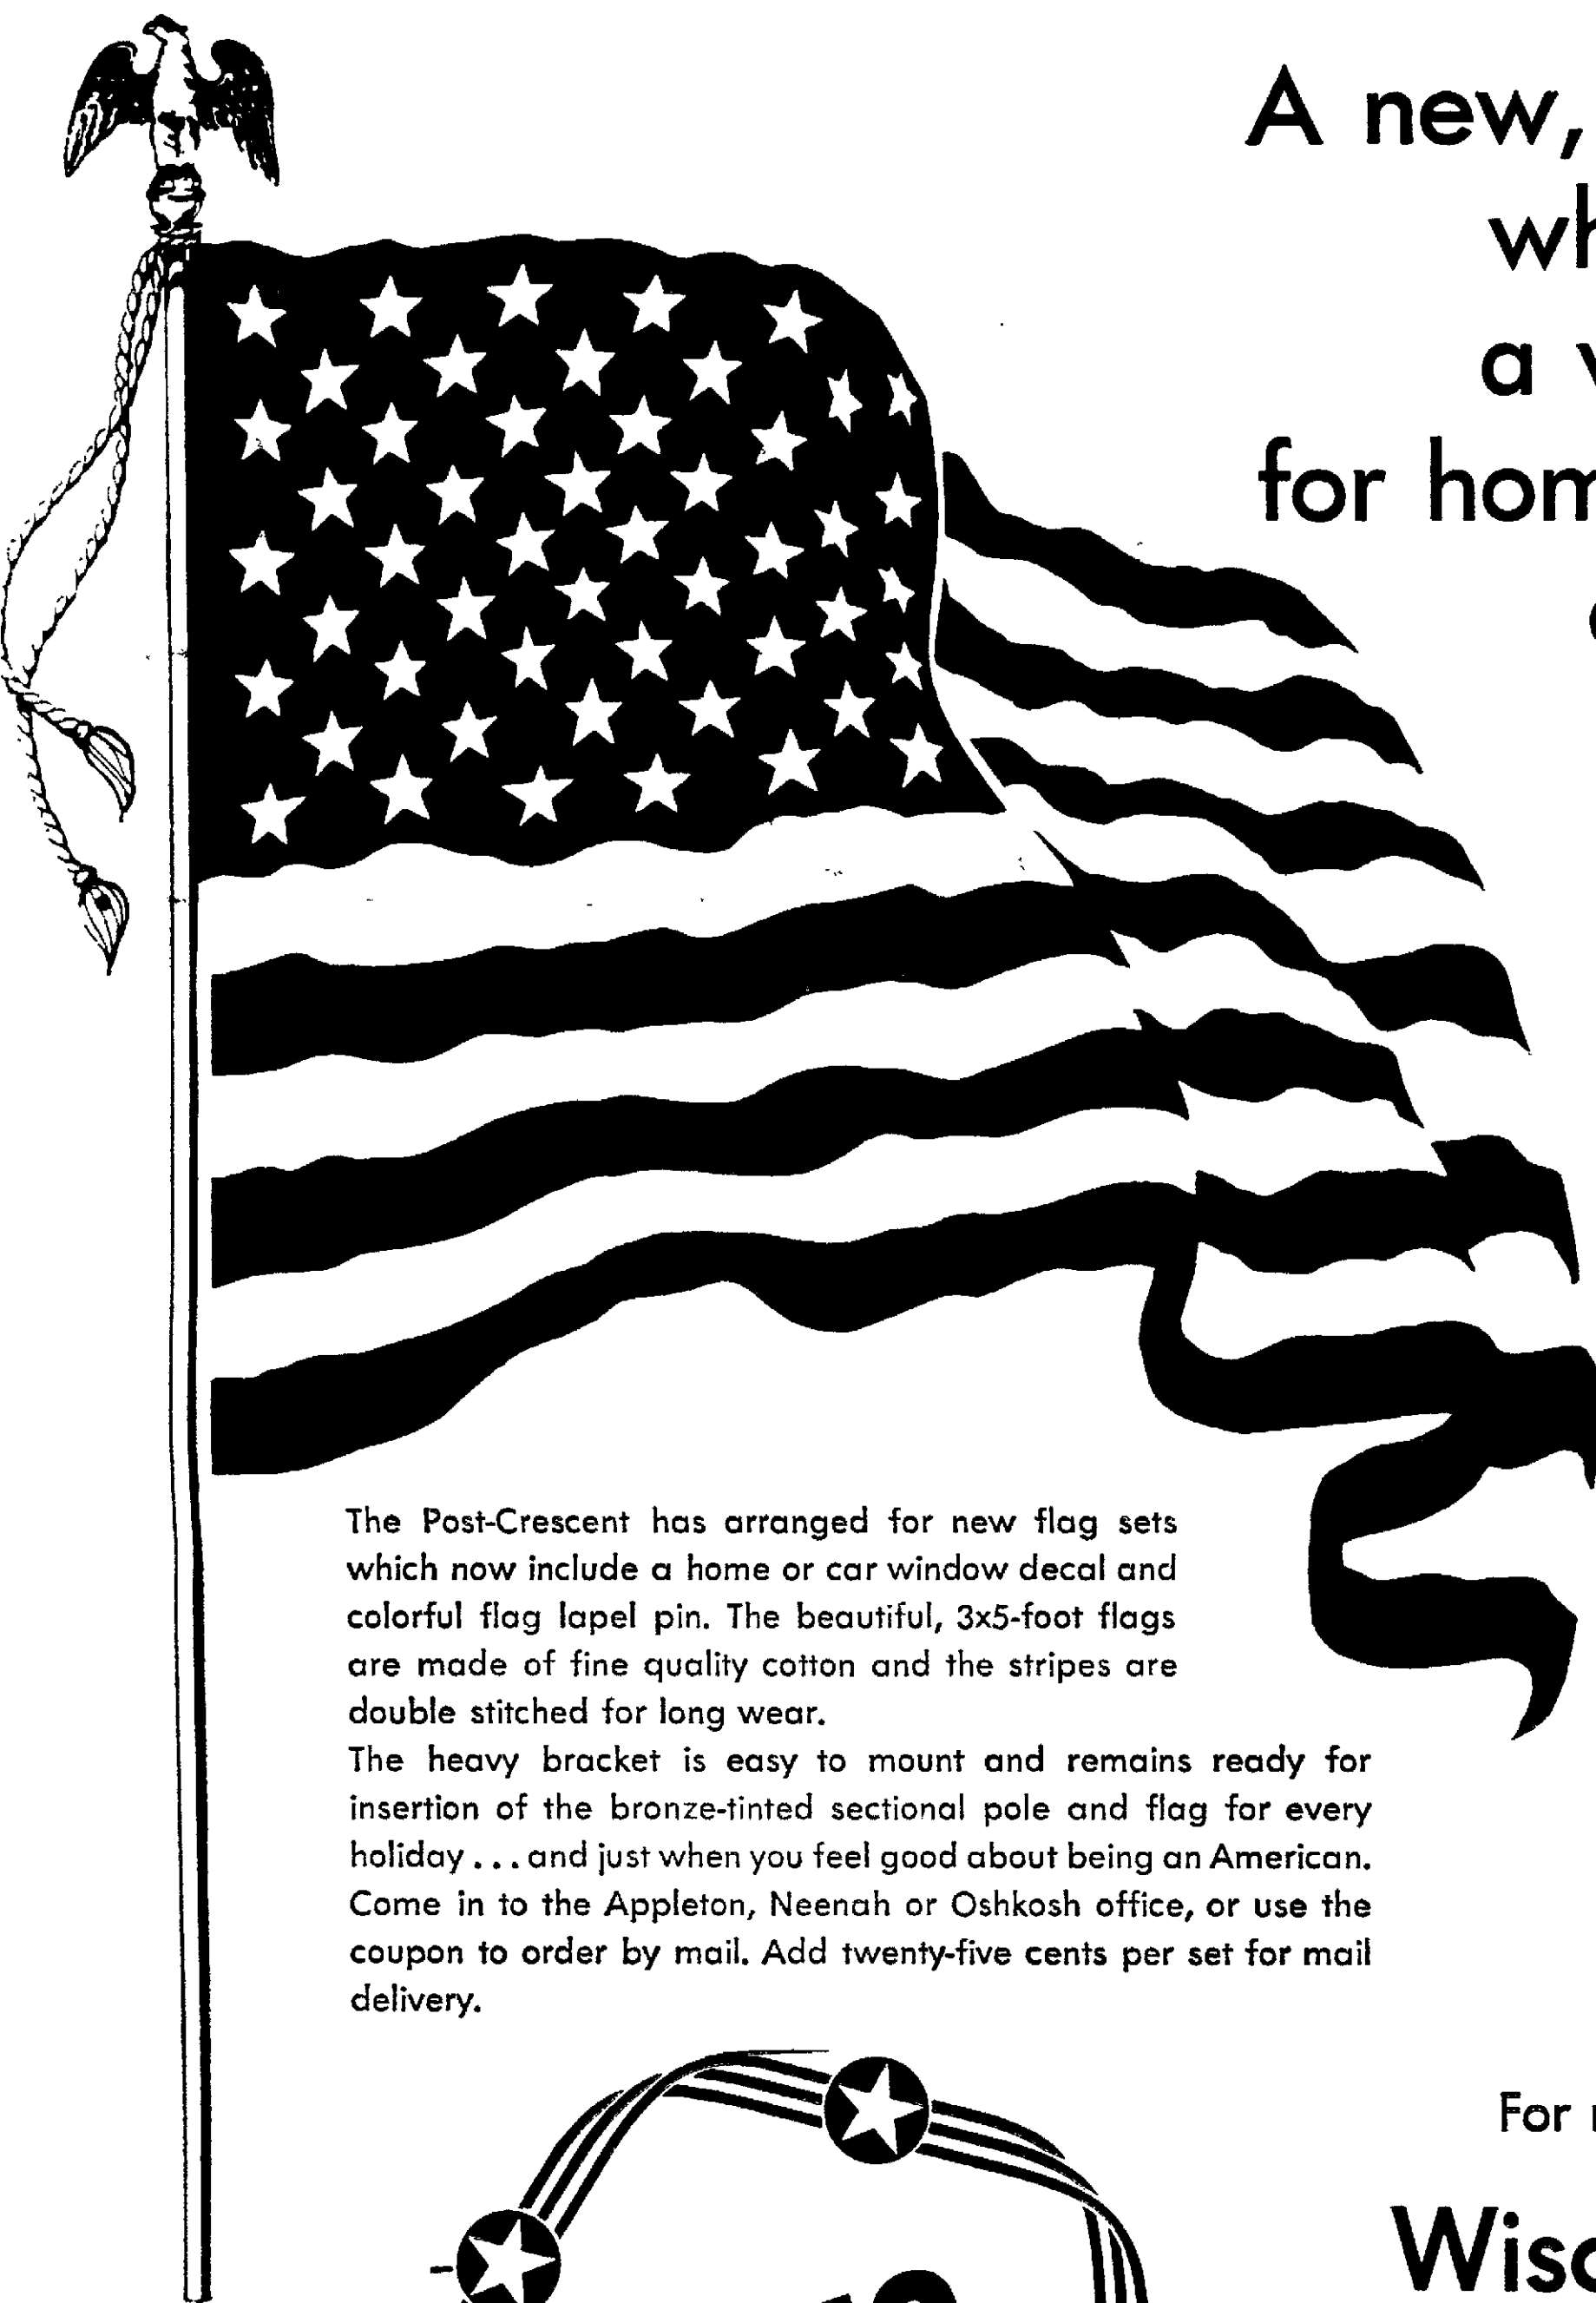 A new,
a
for
The Post-Crescent has arranged for new flag sets
which now include a home or car window decal and
colorful flag lapel pin. The beautiful, 3x5-foot flags
are made of fine quality cotton and the stripes are
double stitched for long wear.
The heavy bracket is easy to mount and remains ready for
insertion of the bronze-tinted sectional pole and flag for every
holiday...and just when you feel good about being an American.
Come in to the Appleton, Neenah or Oshkosh office, or use the
coupon to order by mail. Add twenty-five cents per set for mail
delivery.
For